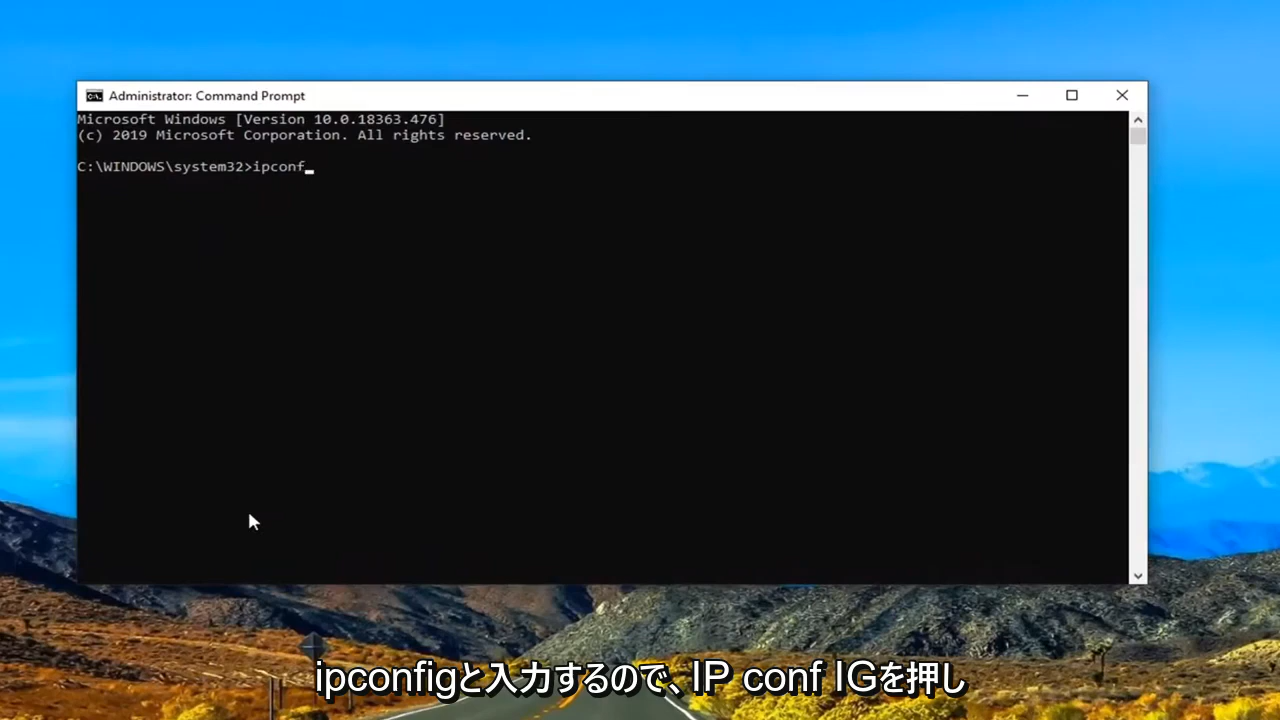 Administrator: Command Prompt
Microsoft Windows [Version 10.0.18363.476]
(c) 2019 Microsoft Corporation. All rights reserved.
C:\WINDOWS\system32>ipconf
ipconfigと入力するので、IP conf IGを押し